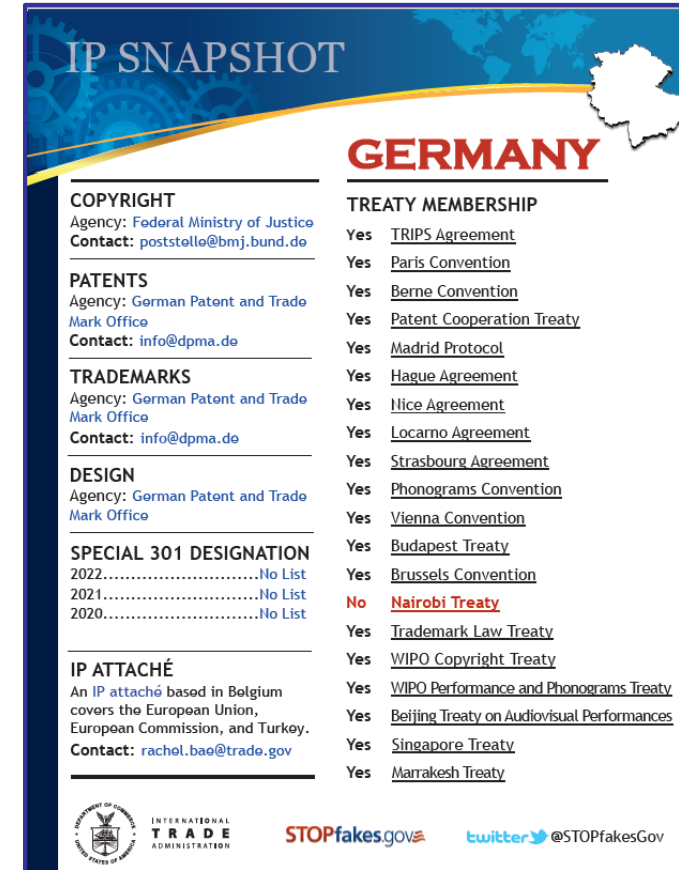 IP SNAPSHOT
GERMANY
COPYRIGHT
Agency: Federal Ministry of Justice
Contact: poststelle@bmj.bund.de
PATENTS
Agency: German Patent and Trade
Mark Office
Contact: info@dpma.de
TRADEMARKS
Agency: German Patent and Trade
Mark Office
Contact: info@dpma.de
DESIGN
Agency: German Patent and Trade
Mark Office
SPECIAL 301 DESIGNATION
2022............................No List
2021............................No List
2020............................No List
IP ATTACHÉ
An IP attaché based in Belgium
covers the European Union,
European Commission, and Turkey.
Contact: rachel.bae@trade.gov
TREATY MEMBERSHIP
Yes TRIPS Agreement
Yes Paris Convention
Yes Berne Convention
Yes Patent Cooperation Treaty
Yes Madrid Protocol
Yes Hague Agreement
Yes Nice Agreement
Yes Locarno Agreement
Yes Strasbourg Agreement
Yes Phonograms Convention
Yes Vienna Convention
Yes Budapest Treaty
Yes Brussels Convention
No Nairobi Treaty
Yes Trademark Law Treaty
Yes WIPO Copyright Treaty
Yes WIPO Performance and Phonograms Treaty
Yes Beijing Treaty on Audiovisual Performances
Yes Singapore Treaty
Yes Marrakesh Treaty
DEPARTMENT OF COMMERCE
UNITED STATES OF AMERICA
INTERNATIONAL
TRADE
ADMINISTRATION
STOPfakes.gov
twitter @STOPfakesGov